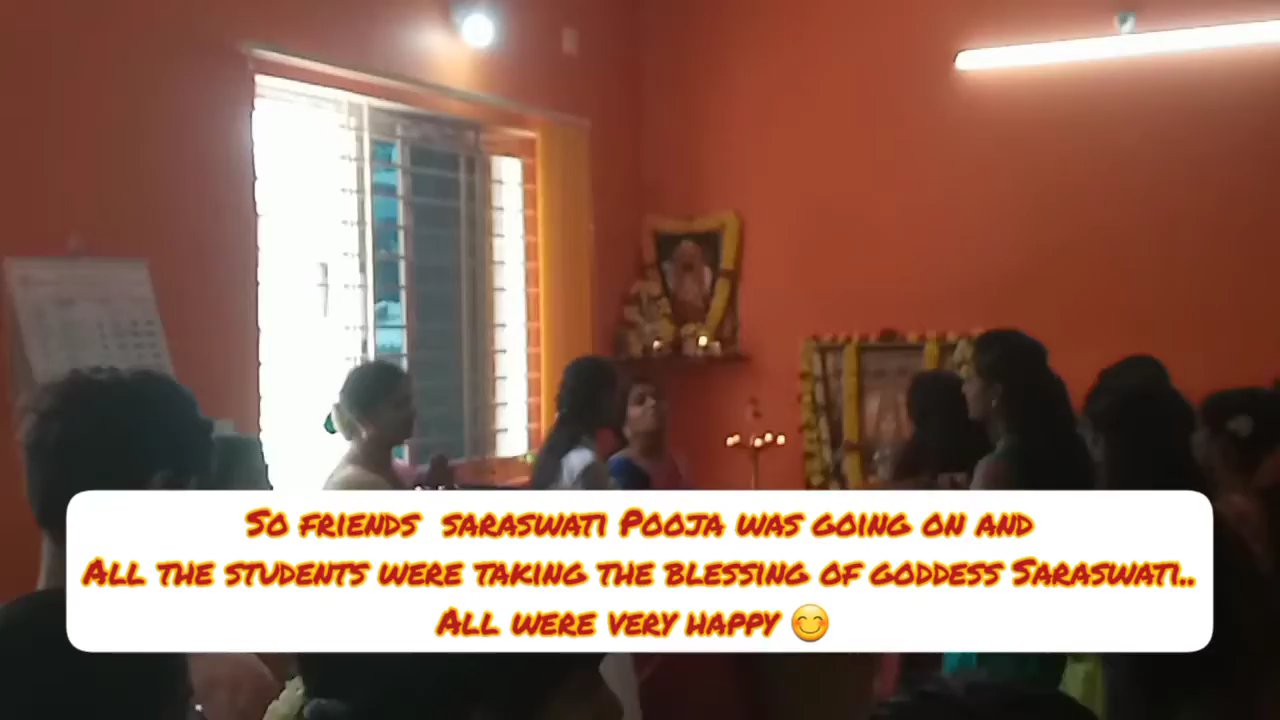 So friends saraswati Pooja was going on and
All the students were taking the blessing of goddess Saraswati..
All were very happy 😊